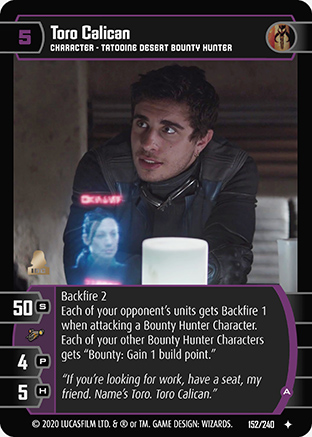 5
Toro Calican
CHARACTER - TATOOINE DESERT BOUNTY HUNTER
50 S
4 P
5 H
Backfire 2
Each of your opponent's units gets Backfire 1
when attacking a Bounty Hunter Character.
Each of your other Bounty Hunter Characters
gets "Bounty: Gain 1 build point."
"If you're looking for work, have a seat, my
friend. Name's Toro. Toro Calican."
A
© 2020 LUCASFILM LTD. & ® or TM. GAME DESIGN: WIZARDS.
152/240